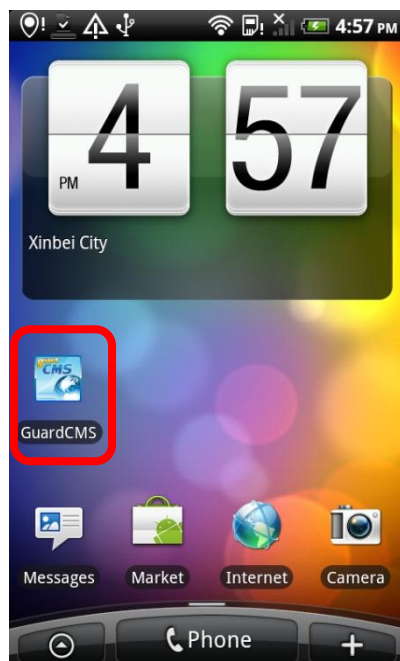 4:57 PM
4 57
PM
Xinbei City
CMS
GuardCMS
Messages Market Internet Camera
Phone